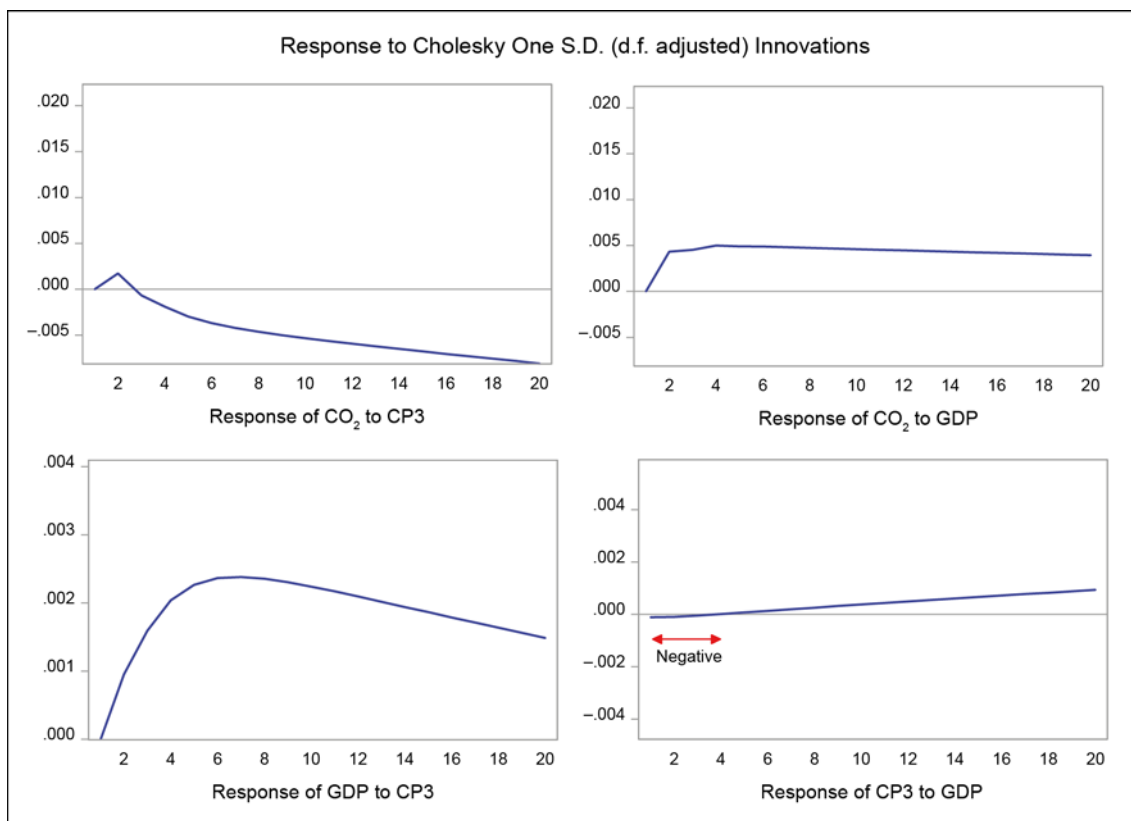 Response to Cholesky One S.D. (d.f. adjusted) Innovations
.020
.015
.010
.005
.000
–.005
2 4 6 8 10 12 14 16 18 20
Response of CO₂ to CP3
.020
.015
.010
.005
.000
–.005
2 4 6 8 10 12 14 16 18 20
Response of CO₂ to GDP
.004
.003
.002
.001
.000
2 4 6 8 10 12 14 16 18 20
Response of GDP to CP3
.004
.002
.000
–.002
–.004
Negative
2 4 6 8 10 12 14 16 18 20
Response of CP3 to GDP